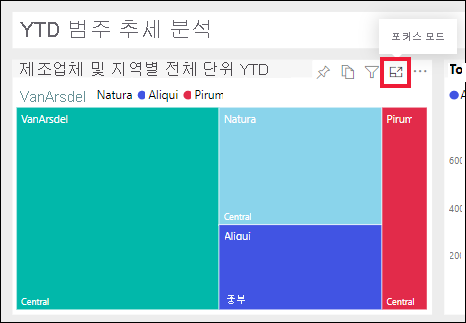 YTD 범주 추세 분석
포커스 모드
제조업체 및 지역별 전체 단위 YTD
To
VanArsdel Natura Aliqui Pirum
A
VanArsdel
Natura
Pirum
Central
Aliqui
Central
중부
Central
600
400
200